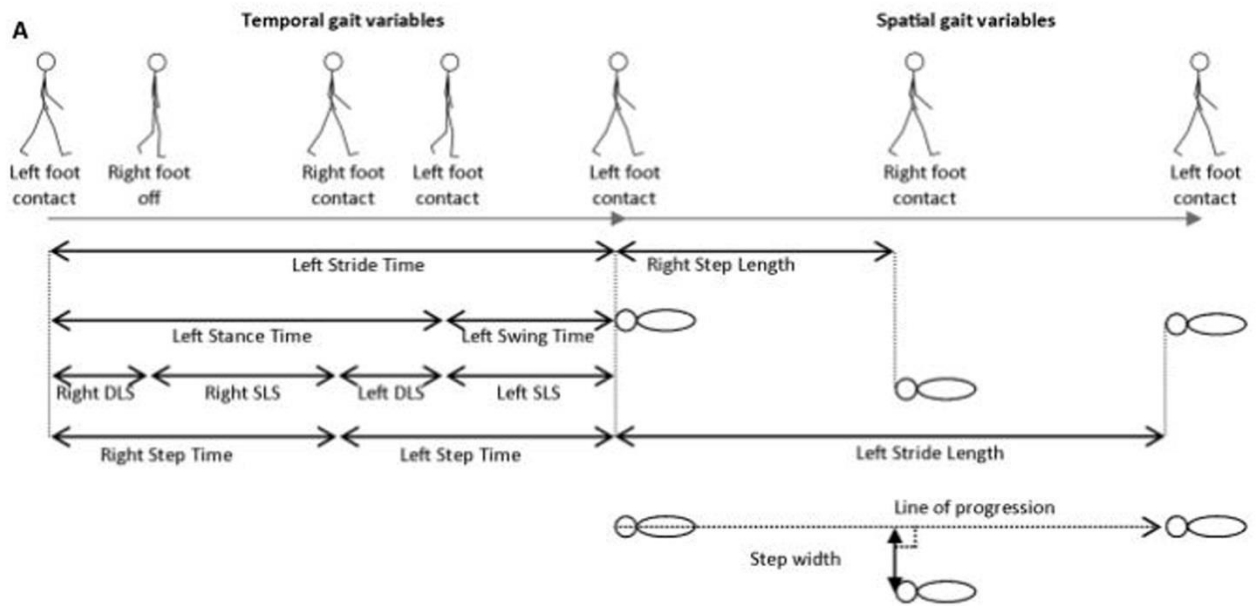 A
Temporal gait variables
Spatial gait variables
Left foot
contact
Right foot
off
Right foot
contact
Left foot
contact
Left foot
contact
Right foot
contact
Left foot
contact
Left Stride Time
Right Step Length
Left Stance Time
Left Swing Time
Right DLS
Right SLS
Left DLS
Left SLS
Right Step Time
Left Step Time
Left Stride Length
Line of progression
Step width